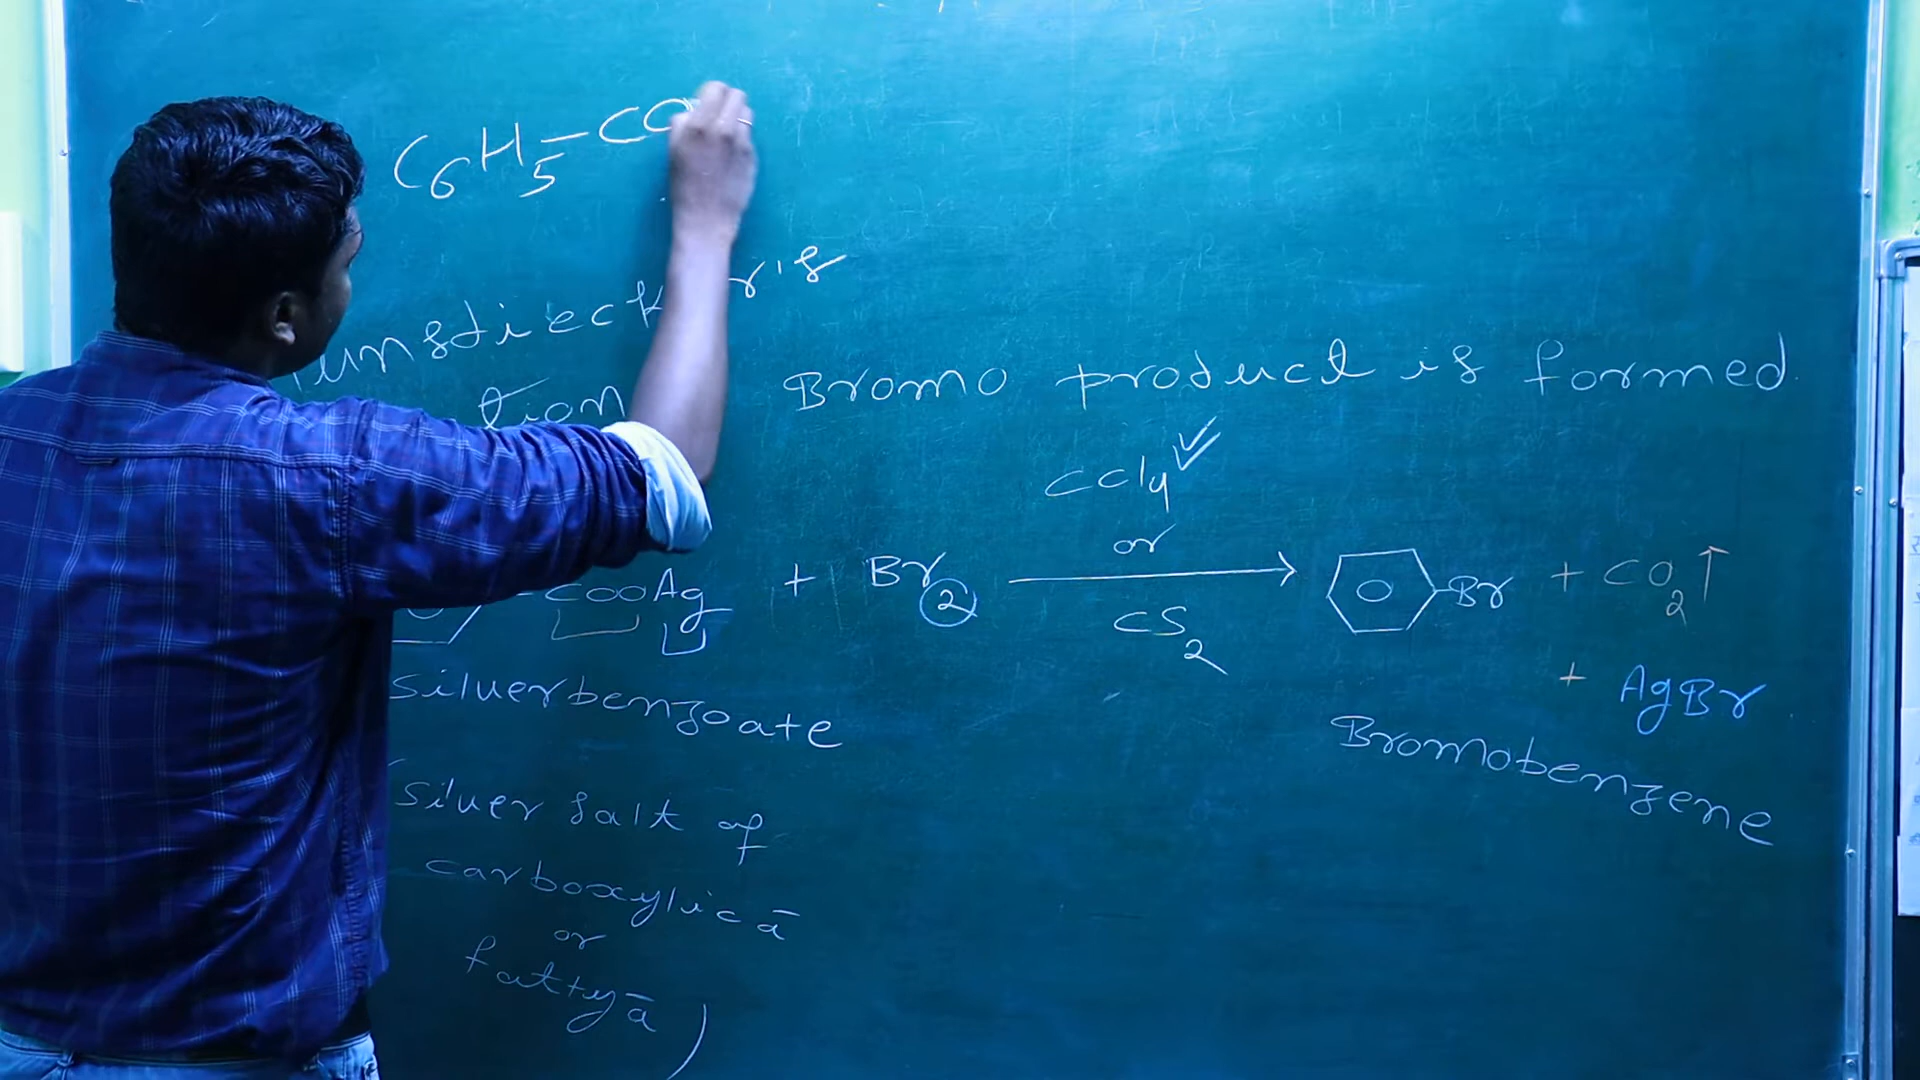 C6H5-CO
unsdieck r's
tion
Bromo product is formed
CCl4
or
COOAg + Br2 → Br + CO2↑
CS2
+ AgBr
Silverbenzoate
Bromobenzene
Silver salt of
carboxylic ā
or
fatty ā )